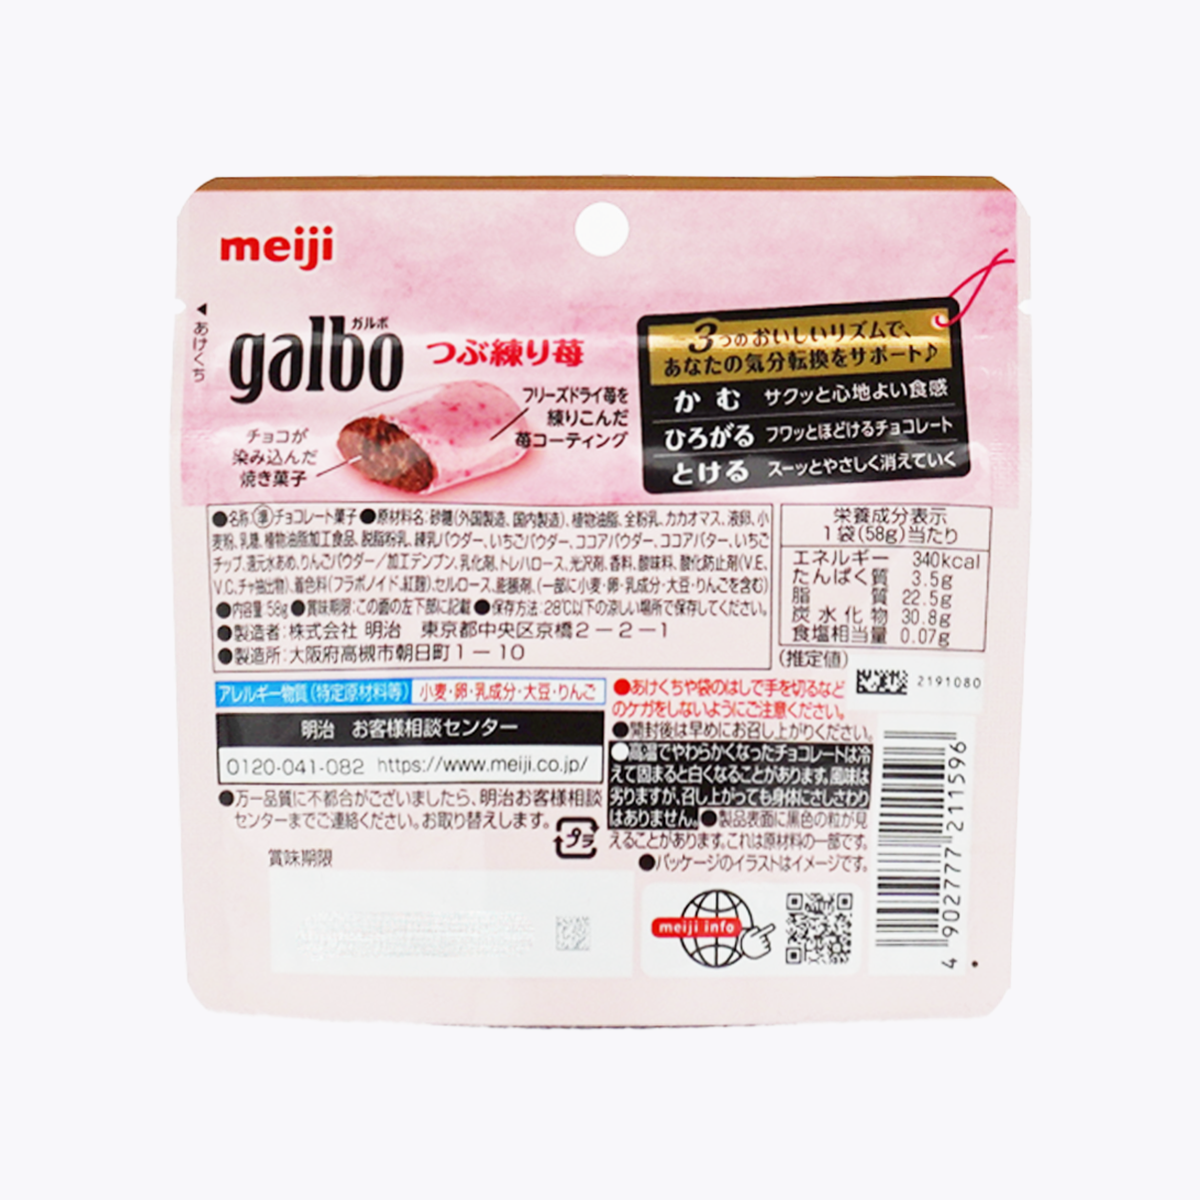 meiji
あけくち
ガルボ
galbo
つぶ練り苺
フリーズドライ苺を
練りこんだ
苺コーティング
チョコが
染み込んだ
焼き菓子
3つのおいしいリズムで、
あなたの気分転換をサポート♪
かむ サクッと心地よい食感
ひろがる フワッとほどけるチョコレート
とける スーッとやさしく消えていく
●名称:準チョコレート菓子●原材料名:砂糖(外国製造、国内製造)、植物油脂、全粉乳、カカオマス、液卵、小
麦粉、乳糖、植物油脂加工食品、脱脂粉乳、練乳パウダー、いちごパウダー、ココアパウダー、ココアバター、いちご
チップ、還元水あめ、りんごパウダー／加工デンプン、乳化剤、トレハロース、光沢剤、香料、酸味料、酸化防止剤(V.E、
V.C、チャ抽出物)、着色料(フラボノイド、紅麹)、セルロース、膨脹剤、(一部に小麦・卵・乳成分・大豆・りんごを含む)
●内容量:58g●賞味期限:この面の左下部に記載●保存方法:28℃以下の涼しい場所で保存してください。
●製造者:株式会社 明治 東京都中央区京橋2－2－1
●製造所:大阪府高槻市朝日町1－10
栄養成分表示
1袋(58g)当たり
エネルギー 340kcal
たんぱく質 3.5g
脂質 22.5g
炭水化物 30.8g
食塩相当量 0.07g
(推定値)
2191080
アレルギー物質(特定原材料等) 小麦・卵・乳成分・大豆・りんご
明治 お客様相談センター
0120-041-082 https://www.meiji.co.jp/
●万一品質に不都合がございましたら、明治お客様相談
センターまでご連絡ください。お取り替えします。
プラ
賞味期限
●あけくちや袋のはしで手を切るなど
のケガをしないようにご注意ください。
●開封後は早めにお召し上がりください。
●高温でやわらかくなったチョコレートは冷
えて固まると白くなることがあります。風味は
劣りますが、召し上がっても身体にさしさわり
はありません。●製品表面に黒色の粒が見
えることがあります。これは原材料の一部です。
●パッケージのイラストはイメージです。
meiji info
4 902777 211596